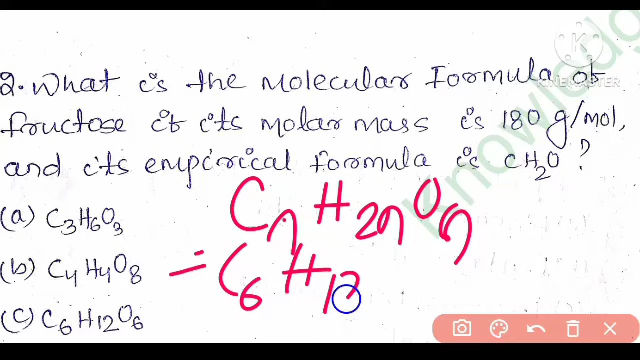 2. What is the Molecular Formula of
fructose if its molar mass is 180 g/mol,
and its empirical formula is CH₂O?
(a) C₃H₆O₃
CₙH₂ₙOₙ
(b) C₄H₄O₈
= C₆H₁₂
(c) C₆H₁₂O₆